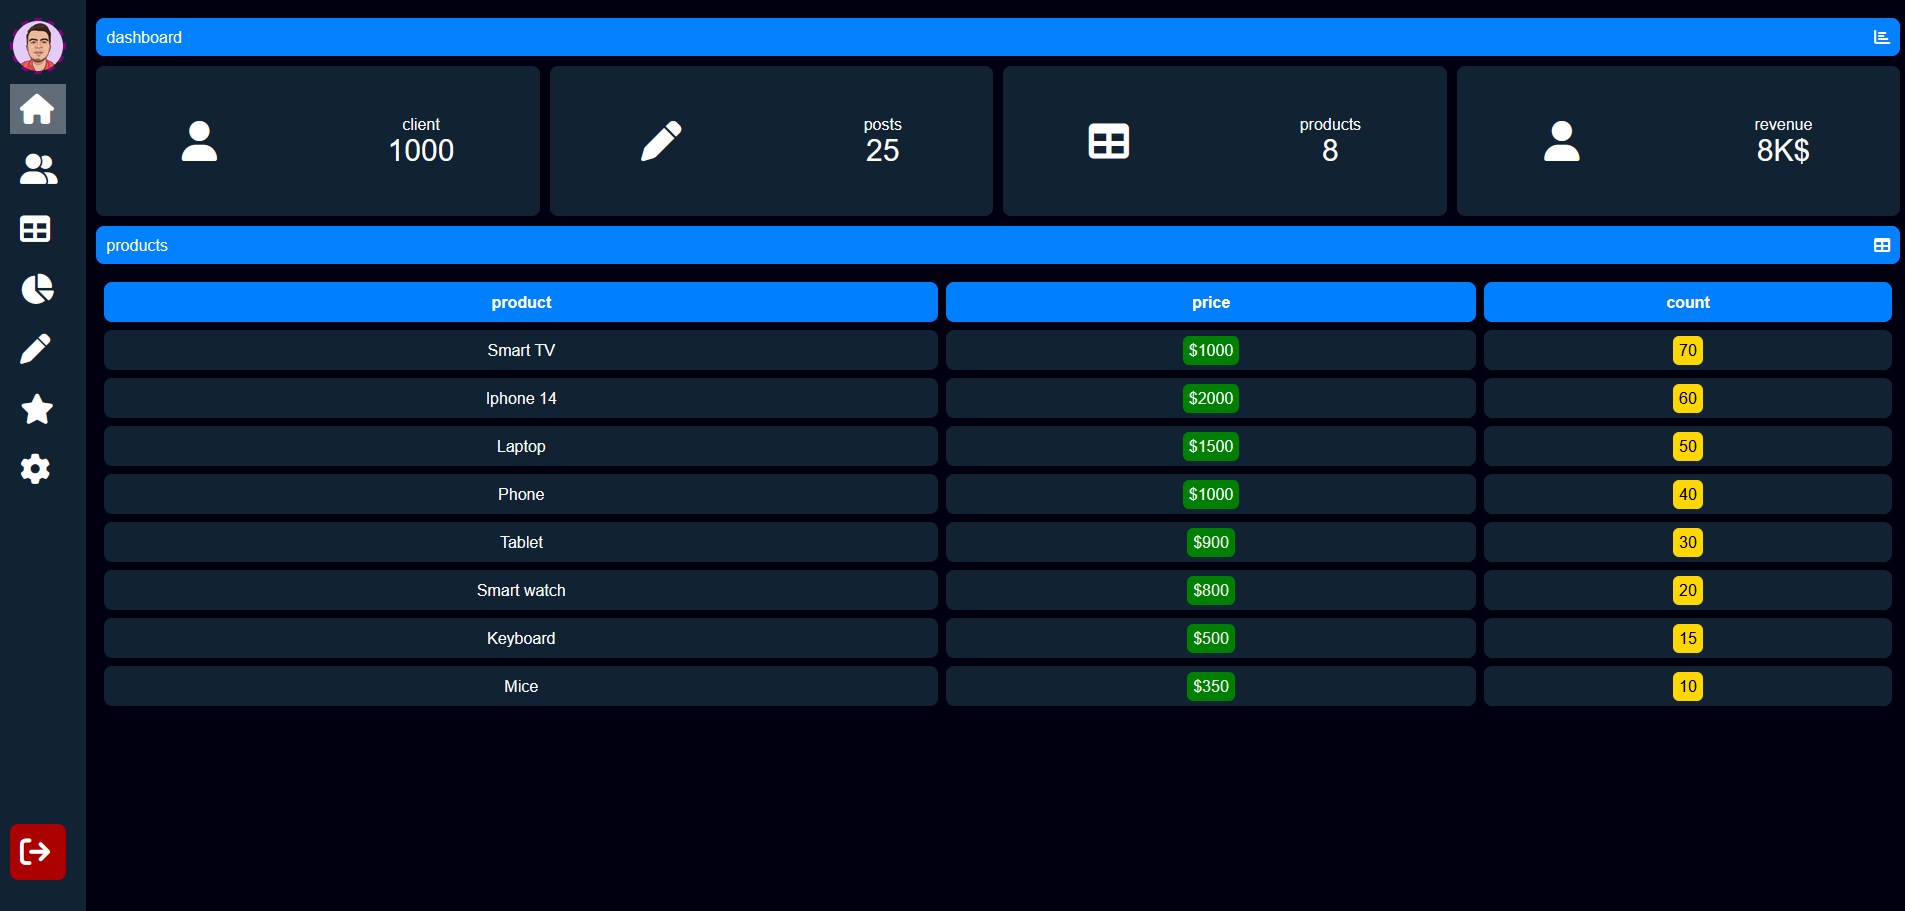 dashboard
client
1000
posts
25
products
8
revenue
8K$
products
product price count
Smart TV $1000 70
Iphone 14 $2000 60
Laptop $1500 50
Phone $1000 40
Tablet $900 30
Smart watch $800 20
Keyboard $500 15
Mice $350 10